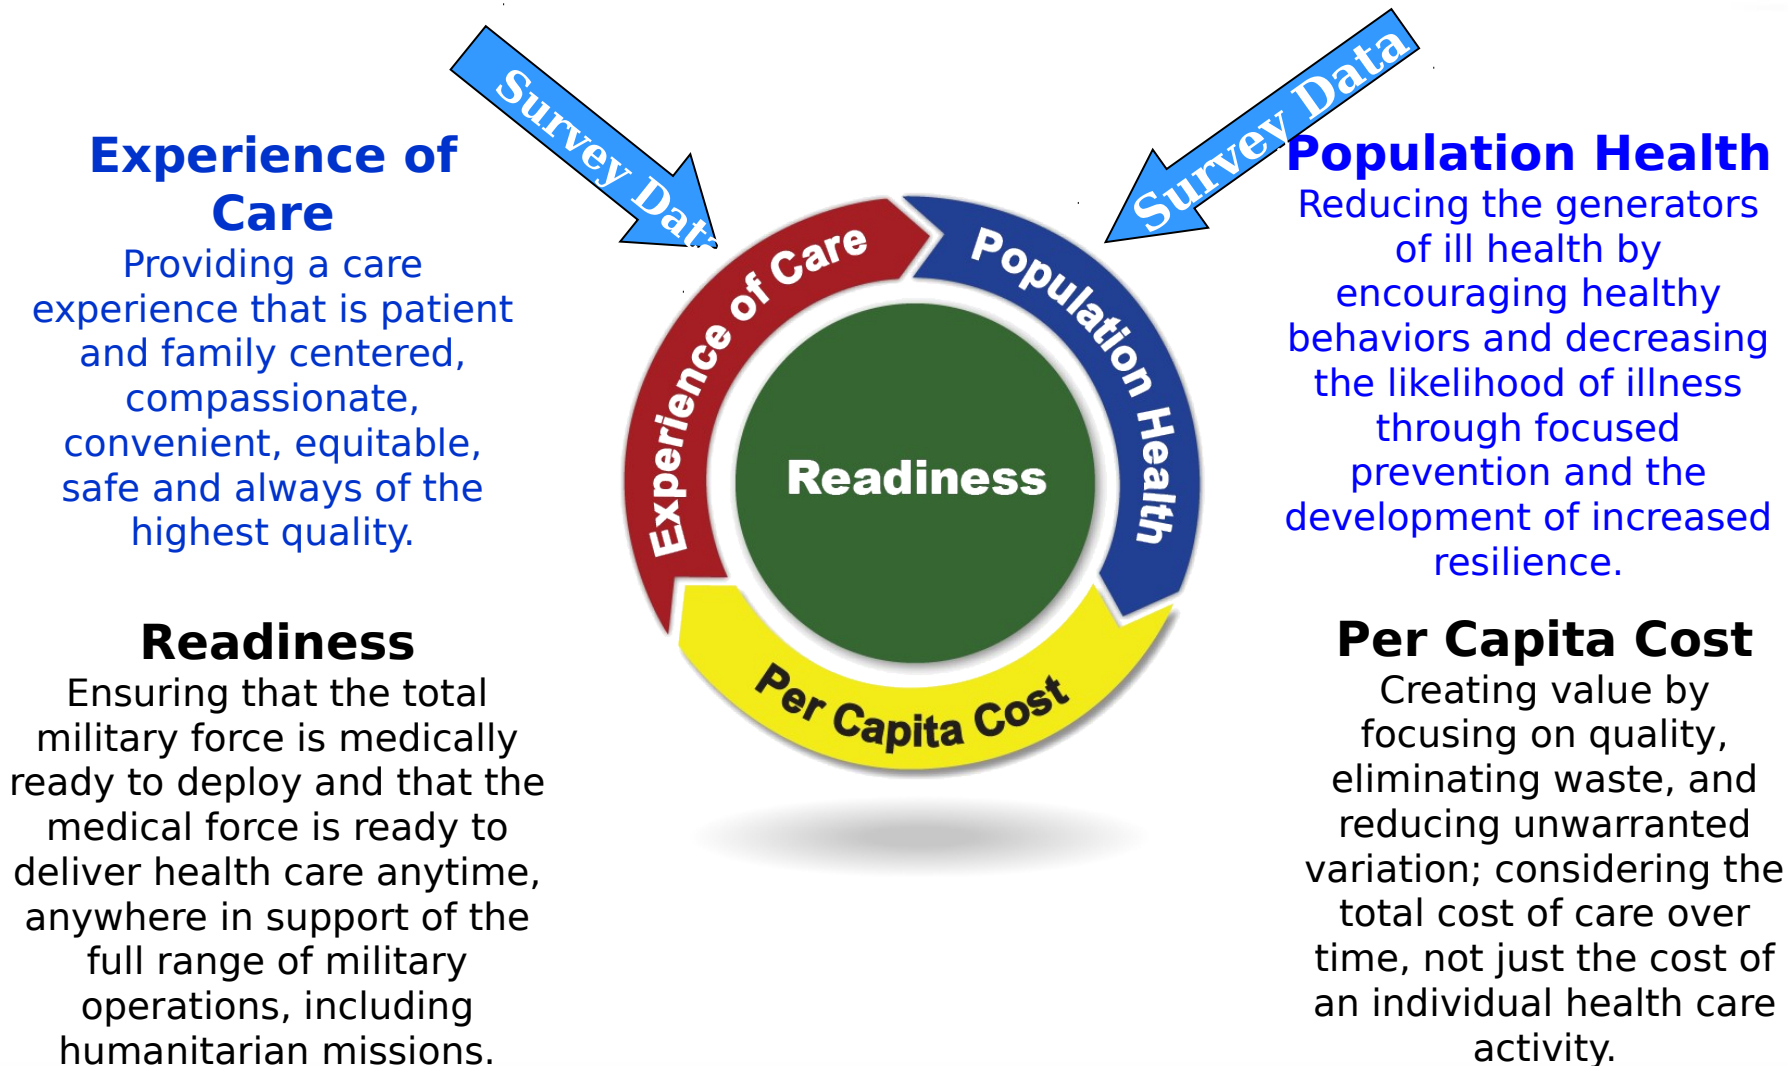 Survey Data
Survey Data
Experience of
Care
Providing a care
experience that is patient
and family centered,
compassionate,
convenient, equitable,
safe and always of the
highest quality.
Population Health
Reducing the generators
of ill health by
encouraging healthy
behaviors and decreasing
the likelihood of illness
through focused
prevention and the
development of increased
resilience.
Experience of Care
Population Health
Readiness
Per Capita Cost
Readiness
Ensuring that the total
military force is medically
ready to deploy and that the
medical force is ready to
deliver health care anytime,
anywhere in support of the
full range of military
operations, including
humanitarian missions.
Per Capita Cost
Creating value by
focusing on quality,
eliminating waste, and
reducing unwarranted
variation; considering the
total cost of care over
time, not just the cost of
an individual health care
activity.